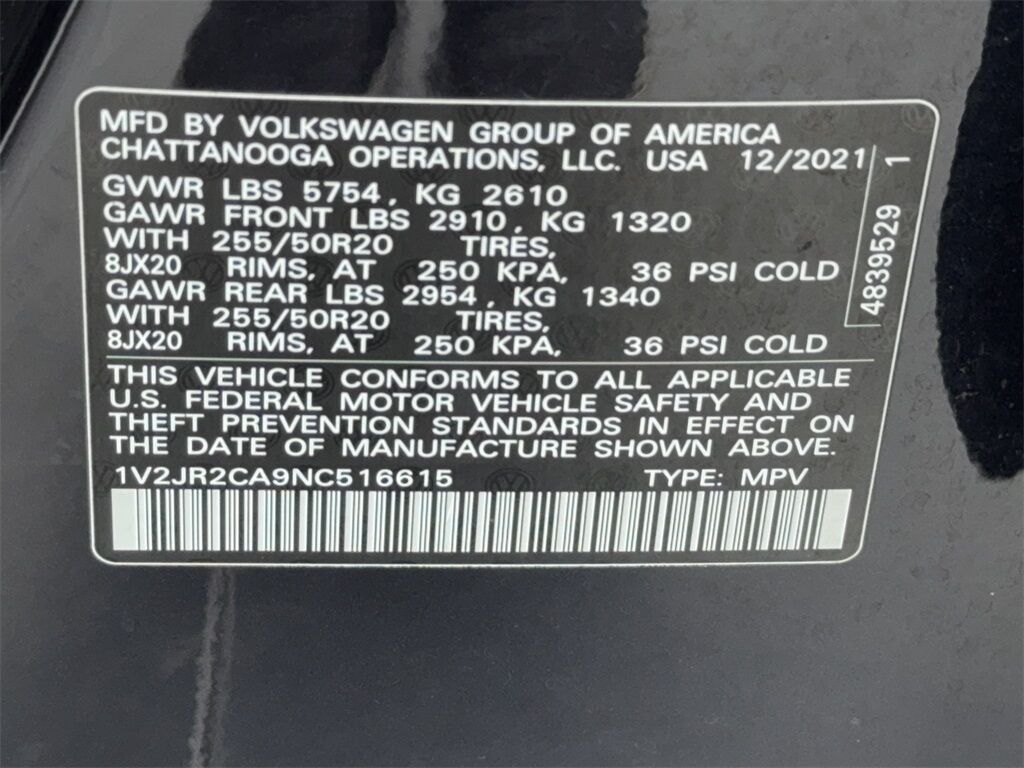 MFD BY VOLKSWAGEN GROUP OF AMERICA
CHATTANOOGA OPERATIONS, LLC. USA 12/2021
GVWR LBS 5754, KG 2610
GAWR FRONT LBS 2910, KG 1320
WITH 255/50R20 TIRES,
8JX20 RIMS, AT 250 KPA, 36 PSI COLD
GAWR REAR LBS 2954, KG 1340
WITH 255/50R20 TIRES,
8JX20 RIMS, AT 250 KPA, 36 PSI COLD
4839529 1
THIS VEHICLE CONFORMS TO ALL APPLICABLE
U.S. FEDERAL MOTOR VEHICLE SAFETY AND
THEFT PREVENTION STANDARDS IN EFFECT ON
THE DATE OF MANUFACTURE SHOWN ABOVE.
1V2JR2CA9NC516615 TYPE: MPV